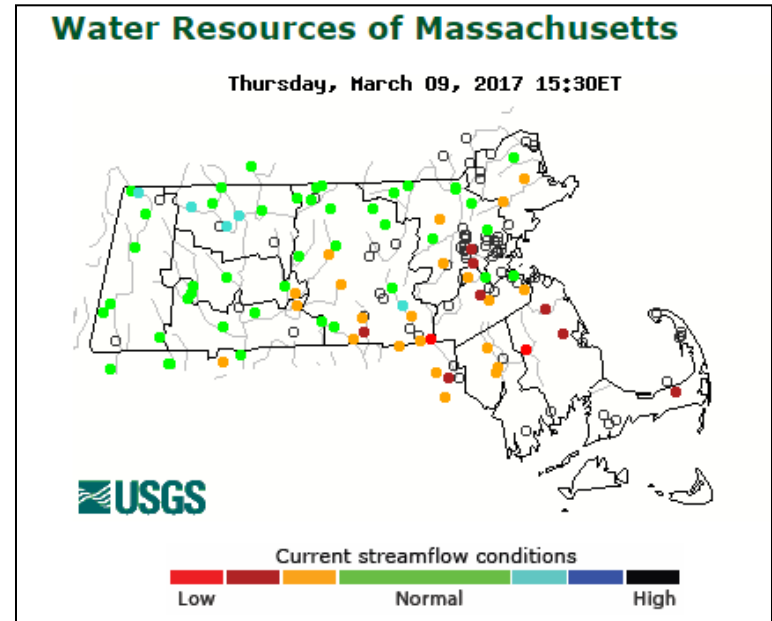 Water Resources of Massachusetts
Thursday, March 09, 2017 15:30ET
USGS
Current streamflow conditions
Low Normal High